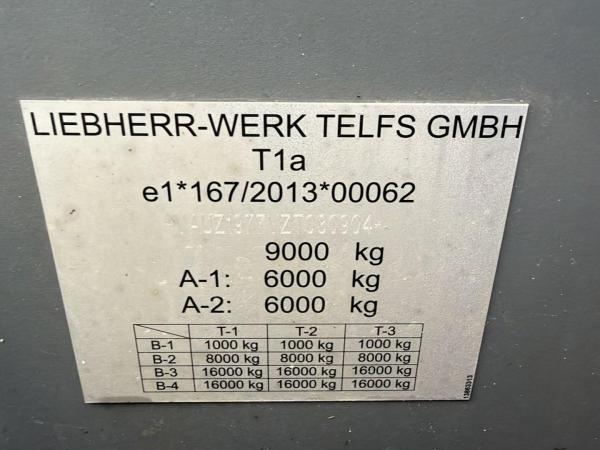 LIEBHERR-WERK TELFS GMBH
T1a
e1*167/2013*00062
9000 kg
A-1: 6000 kg
A-2: 6000 kg
T-1 T-2 T-3
B-1 1000 kg 1000 kg 1000 kg
B-2 8000 kg 8000 kg 8000 kg
B-3 16000 kg 16000 kg 16000 kg
B-4 16000 kg 16000 kg 16000 kg